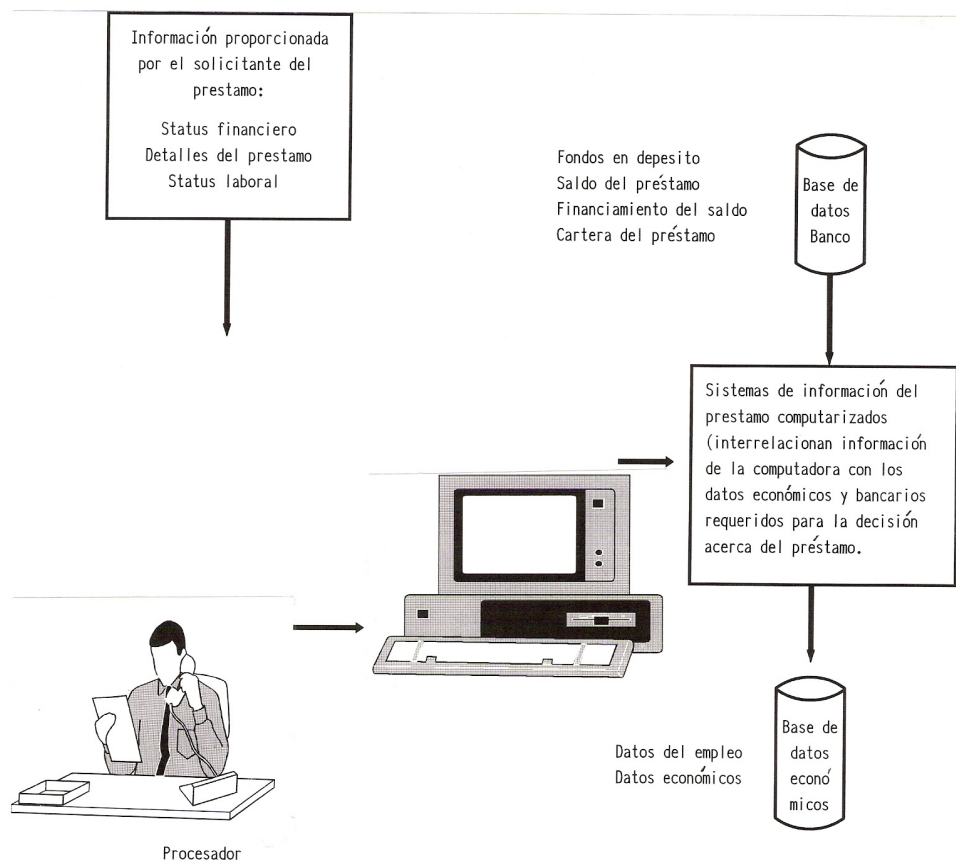 Información proporcionada
por el solicitante del
prestamo:
Status financiero
Detalles del prestamo
Status laboral
Fondos en deposito
Saldo del préstamo
Financiamiento del saldo
Cartera del préstamo
Base de
datos
Banco
Sistemas de información del
prestamo computarizados
(interrelacionan información
de la computadora con los
datos económicos y bancarios
requeridos para la decisión
acerca del préstamo.
Datos del empleo
Datos económicos
Base de
datos
econó
micos
Procesador